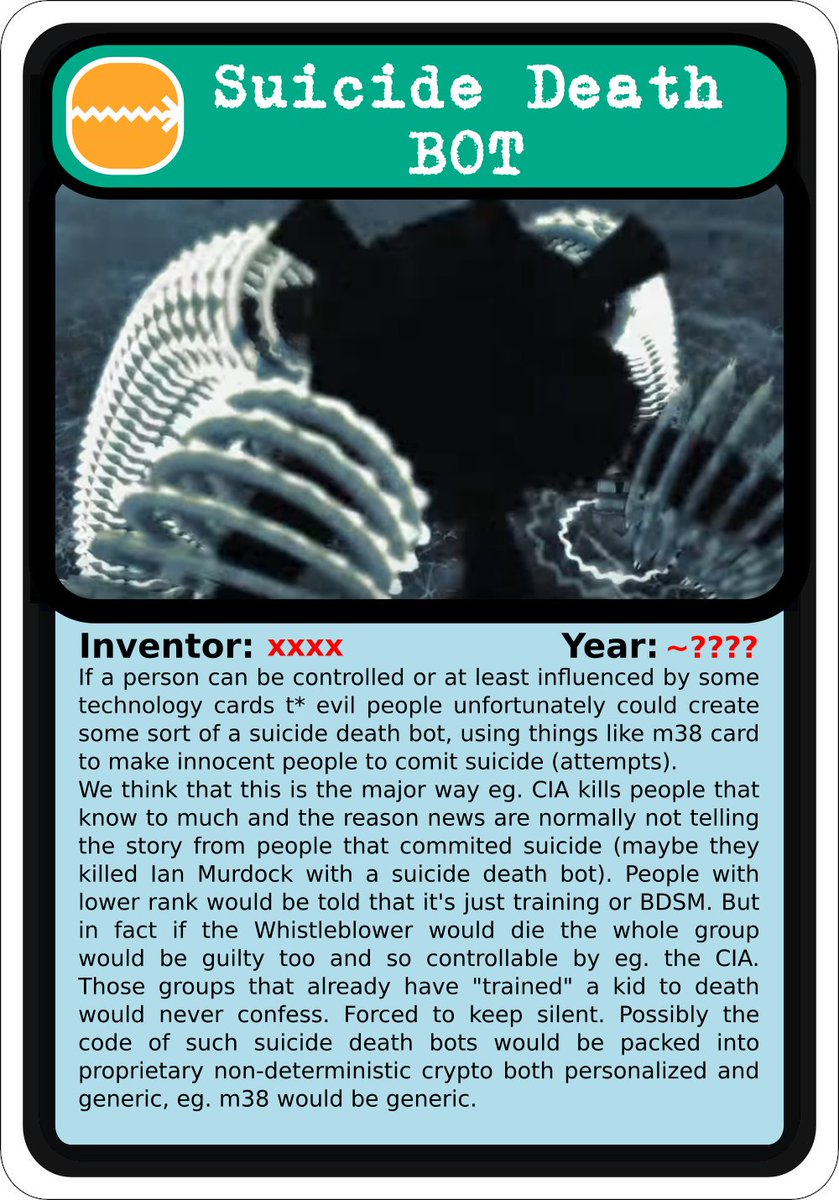 Suicide Death
BOT
Inventor: xxxx Year: ~????
If a person can be controlled or at least influenced by some
technology cards t* evil people unfortunately could create
some sort of a suicide death bot, using things like m38 card
to make innocent people to comit suicide (attempts).
We think that this is the major way eg. CIA kills people that
know to much and the reason news are normally not telling
the story from people that commited suicide (maybe they
killed Ian Murdock with a suicide death bot). People with
lower rank would be told that it's just training or BDSM. But
in fact if the Whistleblower would die the whole group
would be guilty too and so controllable by eg. the CIA.
Those groups that already have "trained" a kid to death
would never confess. Forced to keep silent. Possibly the
code of such suicide death bots would be packed into
proprietary non-deterministic crypto both personalized and
generic, eg. m38 would be generic.